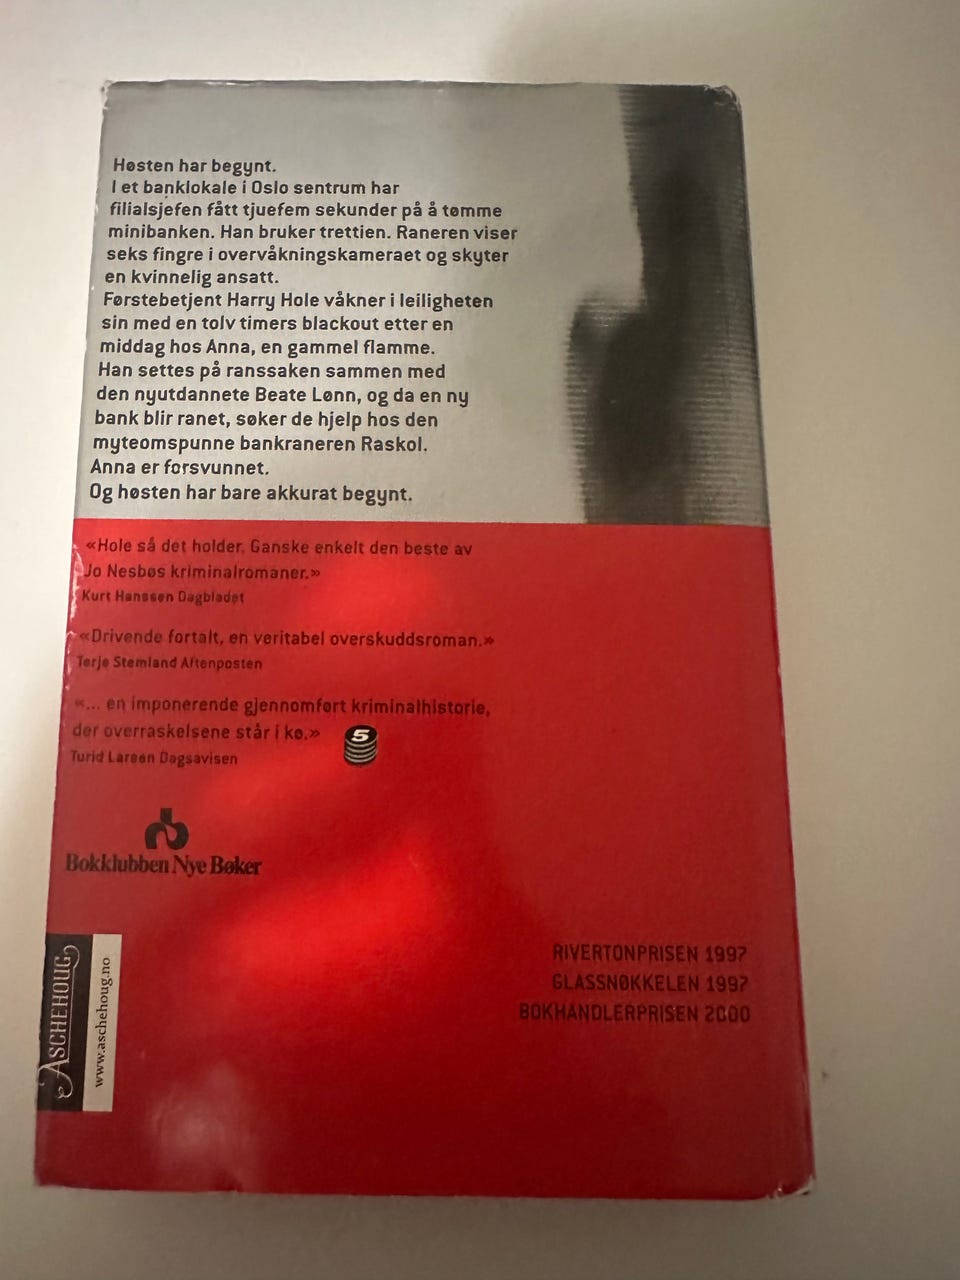 Høsten har begynt.
I et banklokale i Oslo sentrum har
filialsjefen fått tjuefem sekunder på å tømme
minibanken. Han bruker trettien. Raneren viser
seks fingre i overvåkningskameraet og skyter
en kvinnelig ansatt.
Førstebetjent Harry Hole våkner i leiligheten
sin med en tolv timers blackout etter en
middag hos Anna, en gammel flamme.
Han settes på ranssaken sammen med
den nyutdannete Beate Lønn, og da en ny
bank blir ranet, søker de hjelp hos den
myteomspunne bankraneren Raskol.
Anna er forsvunnet.
Og høsten har bare akkurat begynt.
«Hole så det holder. Ganske enkelt den beste av
Jo Nesbøs kriminalromaner.»
Kurt Hanssen Dagbladet
«Drivende fortalt, en veritabel overskuddsroman.»
Terje Stemland Aftenposten
«... en imponerende gjennomført kriminalhistorie,
der overraskelsene står i kø.»
5
Turid Larsen Dagsavisen
Bokklubben Nye Bøker
ASCHEHOUG
www.aschehoug.no
RIVERTONPRISEN 1997
GLASSNØKKELEN 1997
BOKHANDLERPRISEN 2000